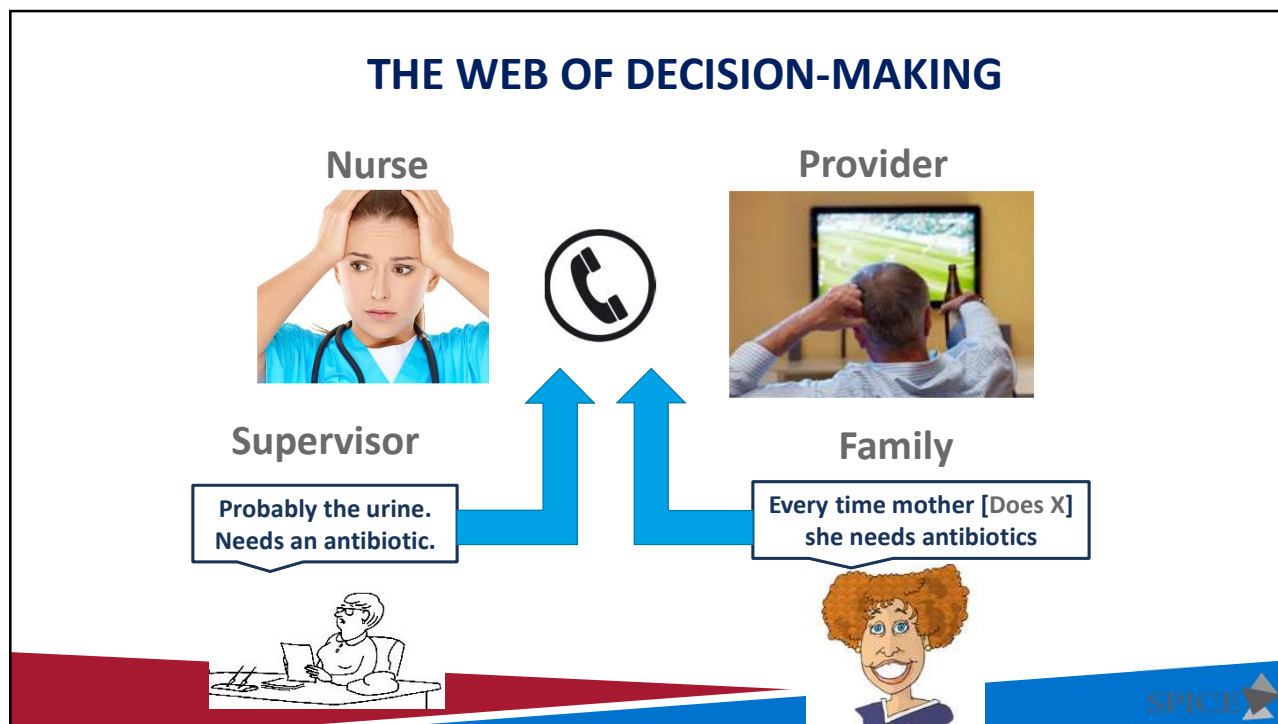 THE WEB OF DECISION-MAKING
Nurse
Provider
Supervisor
Family
Probably the urine.
Needs an antibiotic.
Every time mother [Does X]
she needs antibiotics
SPICE